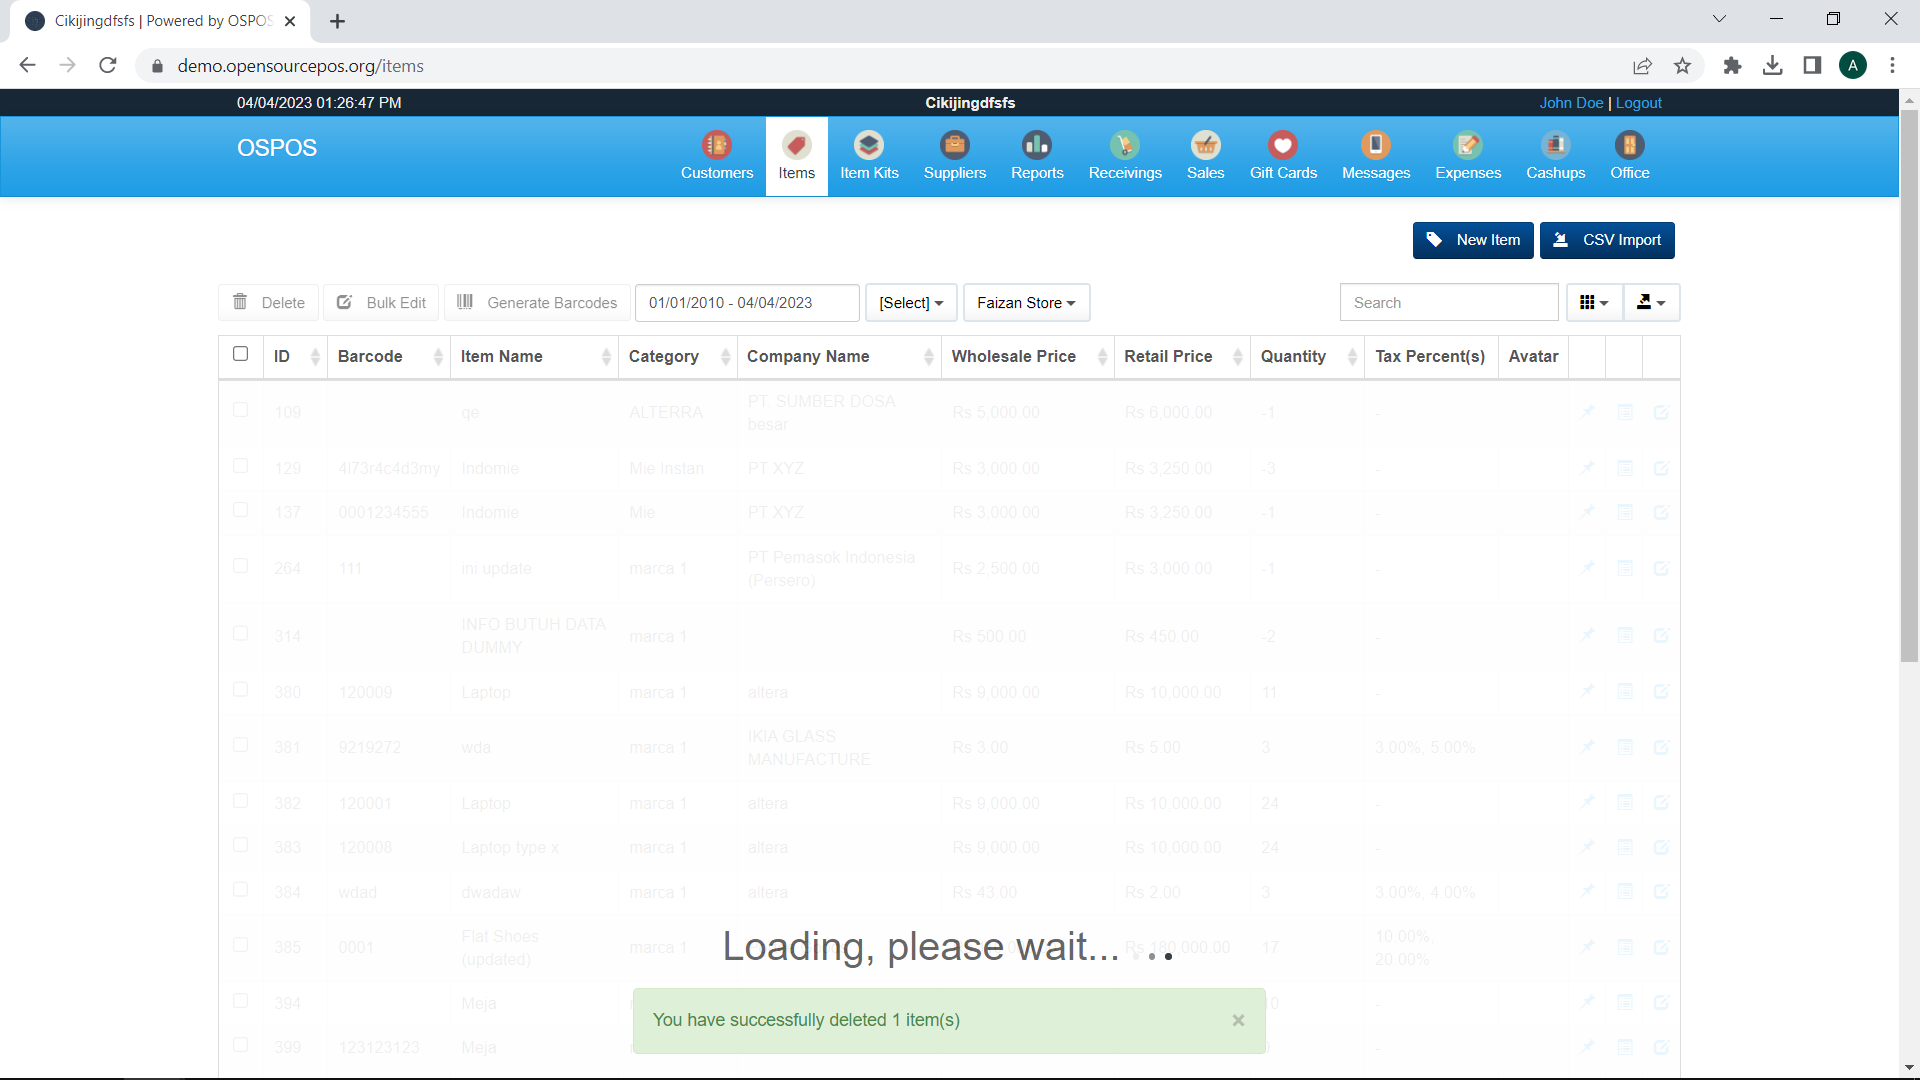 Cikijingdfsfs | Powered by OSPOS
demo.opensourcepos.org/items
A
04/04/2023 01:26:47 PM
Cikijingdfsfs
John Doe | Logout
OSPOS
Customers
Items
Item Kits
Suppliers
Reports
Receivings
Sales
Gift Cards
Messages
Expenses
Cashups
Office
New Item
CSV Import
Delete
Bulk Edit
Generate Barcodes
01/01/2010 - 04/04/2023
[Select]
Faizan Store
Search
ID Barcode Item Name Category Company Name Wholesale Price Retail Price Quantity Tax Percent(s) Avatar
109 qe ALTERRA PT. SUMBER DOSA besar Rs 5,000.00 Rs 6,000.00 -1 -
129 4l73r4c4d3my Indomie Mie Instan PT XYZ Rs 3,000.00 Rs 3,250.00 -3 -
137 0001234555 Indomie Mie PT XYZ Rs 3,000.00 Rs 3,250.00 -1 -
264 111 ini update marca 1 PT Pemasok Indonesia (Persero) Rs 2,500.00 Rs 3,000.00 -1 -
314 INFO BUTUH DATA DUMMY marca 1 Rs 500.00 Rs 450.00 -2 -
380 120009 Laptop marca 1 altera Rs 9,000.00 Rs 10,000.00 11 -
381 9219272 wda marca 1 IKIA GLASS MANUFACTURE Rs 3.00 Rs 5.00 3 3.00%, 5.00%
382 120001 Laptop marca 1 altera Rs 9,000.00 Rs 10,000.00 24 -
383 120008 Laptop type x marca 1 altera Rs 9,000.00 Rs 10,000.00 24 -
384 wdad dwadaw marca 1 altera Rs 43.00 Rs 2.00 3 3.00%, 4.00%
385 0001 Flat Shoes (updated) marca 1 Rs 180,000.00 17 10.00%, 20.00%
Loading, please wait...
394 Meja -
You have successfully deleted 1 item(s) ×
399 123123123 Meja -